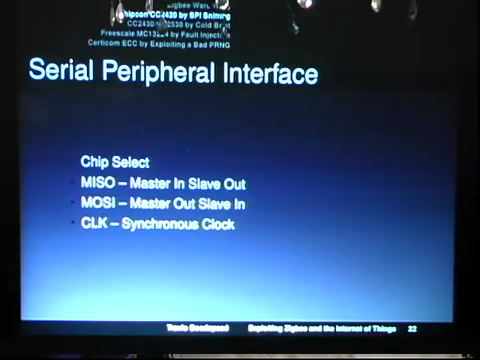 Zigbee
Chipcon CC2420 by SPI Sniffing
CC2430 CC2530 by Cold Boot
Freescale MC13224 by Fault Injection
Certicom ECC by Exploiting a Bad PRNG
Serial Peripheral Interface
Chip Select
MISO – Master In Slave Out
MOSI – Master Out Slave In
CLK – Synchronous Clock
Travis Goodspeed Exploiting Zigbee and the Internet of Things 22